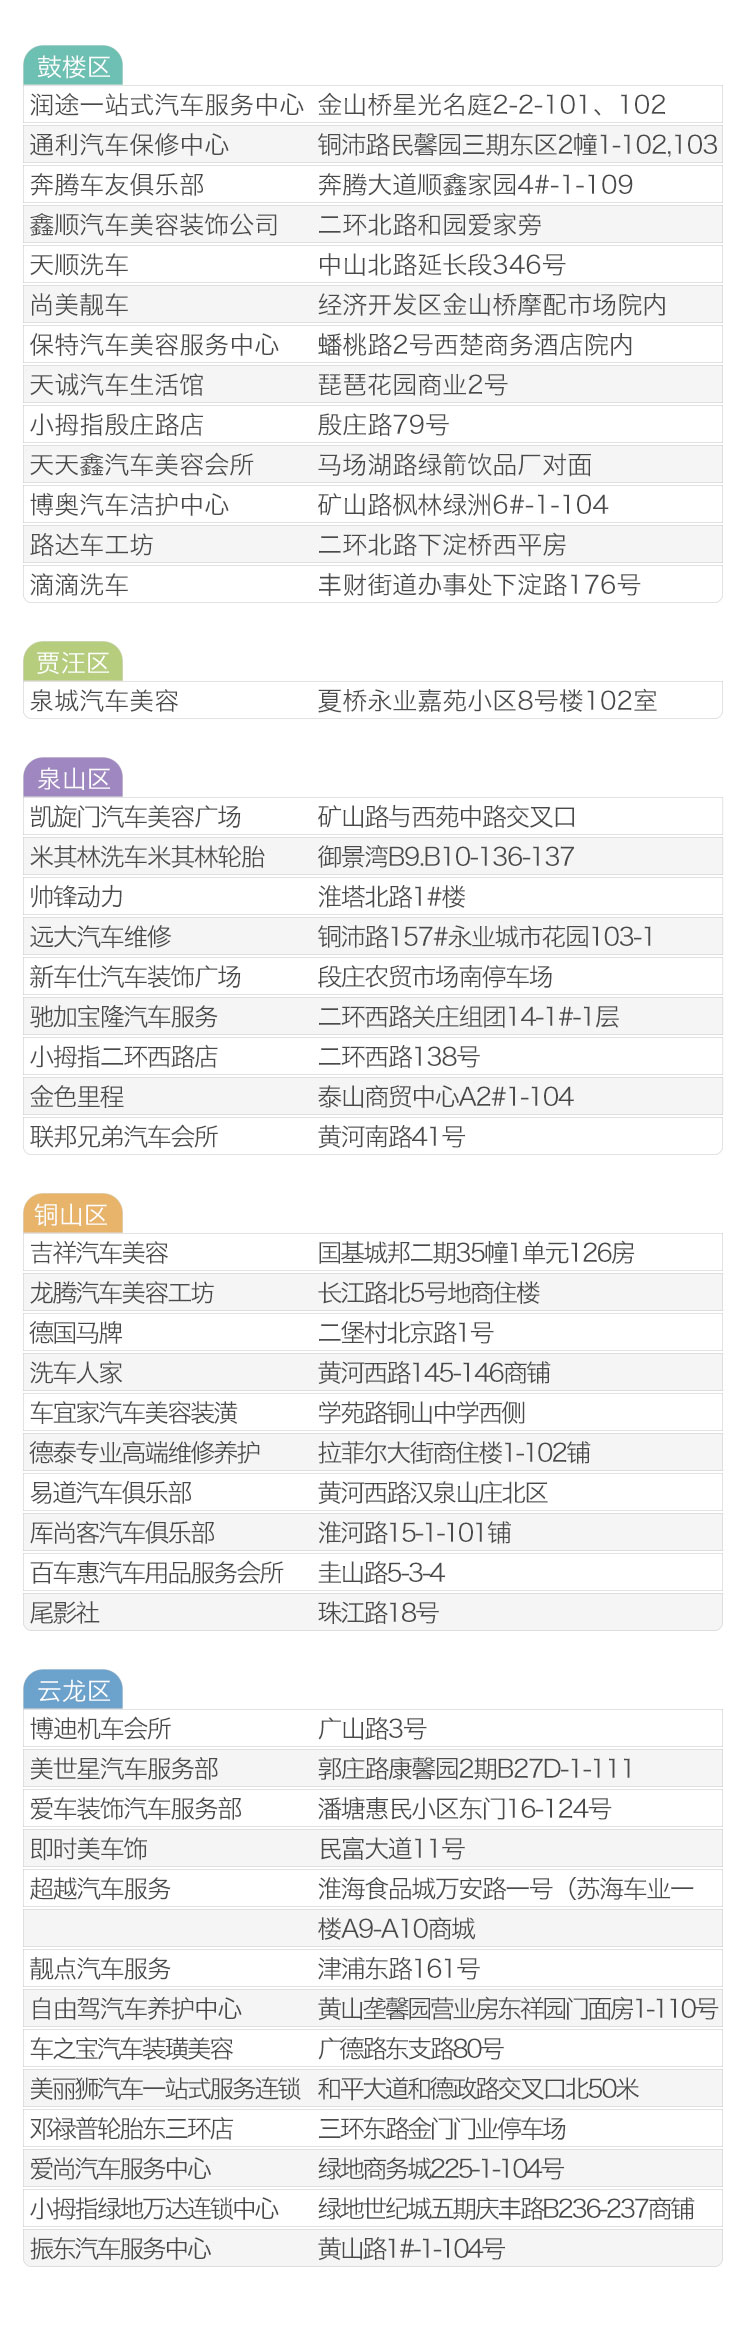 鼓楼区
润途一站式汽车服务中心 金山桥星光名庭2-2-101、102
通利汽车保修中心 铜沛路民馨园三期东区2幢1-102,103
奔腾车友俱乐部 奔腾大道顺鑫家园4#-1-109
鑫顺汽车美容装饰公司 二环北路和园爱家旁
天顺洗车 中山北路延长段346号
尚美靓车 经济开发区金山桥摩配市场院内
保特汽车美容服务中心 蟠桃路2号西楚商务酒店院内
天诚汽车生活馆 琵琶花园商业2号
小拇指殷庄路店 殷庄路79号
天天鑫汽车美容会所 马场湖路绿箭饮品厂对面
博奥汽车洁护中心 矿山路枫林绿洲6#-1-104
路达车工坊 二环北路下淀桥西平房
滴滴洗车 丰财街道办事处下淀路176号
贾汪区
泉城汽车美容 夏桥永业嘉苑小区8号楼102室
泉山区
凯旋门汽车美容广场 矿山路与西苑中路交叉口
米其林洗车米其林轮胎 御景湾B9.B10-136-137
帅锋动力 淮塔北路1#楼
远大汽车维修 铜沛路157#永业城市花园103-1
新车仕汽车装饰广场 段庄农贸市场南停车场
驰加宝隆汽车服务 二环西路关庄组团14-1#-1层
小拇指二环西路店 二环西路138号
金色里程 泰山商贸中心A2#1-104
联邦兄弟汽车会所 黄河南路41号
铜山区
吉祥汽车美容 匡基城邦二期35幢1单元126房
龙腾汽车美容工坊 长江路北5号地商住楼
德国马牌 二堡村北京路1号
洗车人家 黄河西路145-146商铺
车宜家汽车美容装潢 学苑路铜山中学西侧
德泰专业高端维修养护 拉菲尔大街商住楼1-102铺
易道汽车俱乐部 黄河西路汉泉山庄北区
库尚客汽车俱乐部 淮河路15-1-101铺
百车惠汽车用品服务会所 圭山路5-3-4
尾影社 珠江路18号
云龙区
博迪机车会所 广山路3号
美世星汽车服务部 郭庄路康馨园2期B27D-1-111
爱车装饰汽车服务部 潘塘惠民小区东门16-124号
即时美车饰 民富大道11号
超越汽车服务 淮海食品城万安路一号（苏海车业一
楼A9-A10商城
靓点汽车服务 津浦东路161号
自由驾汽车养护中心 黄山垄馨园营业房东祥园门面房1-110号
车之宝汽车装璜美容 广德路东支路80号
美丽狮汽车一站式服务连锁 和平大道和德政路交叉口北50米
邓禄普轮胎东三环店 三环东路金门门业停车场
爱尚汽车服务中心 绿地商务城225-1-104号
小拇指绿地万达连锁中心 绿地世纪城五期庆丰路B236-237商铺
振东汽车服务中心 黄山路1#-1-104号